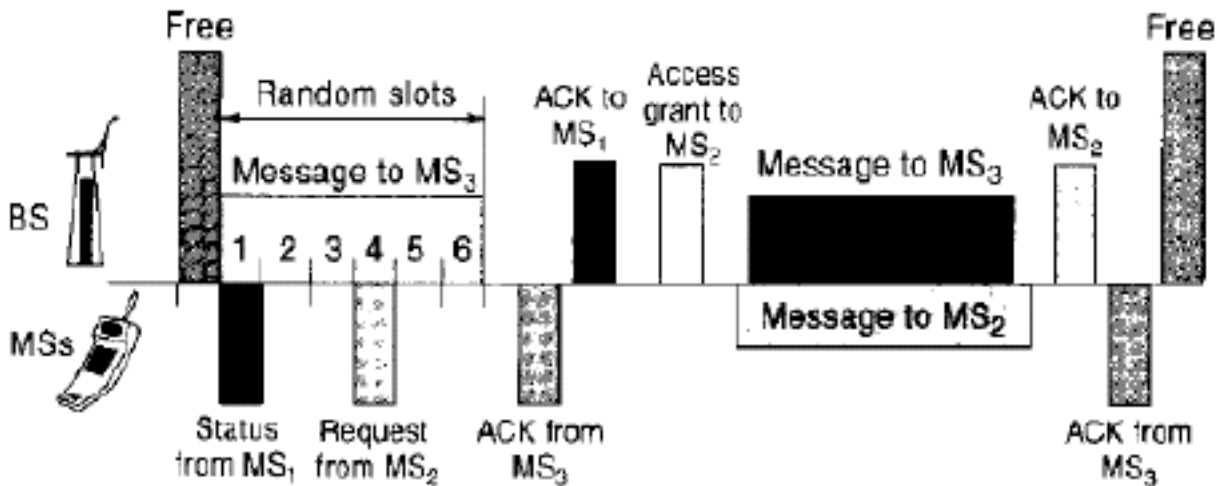 Free
Free
Random slots
ACK to
MS₁
Access
grant to
MS₂
ACK to
MS₂
Message to MS₃
Message to MS₃
BS
1 2 3 4 5 6
MSs
Message to MS₂
Status
from MS₁
Request
from MS₂
ACK from
MS₃
ACK from
MS₃